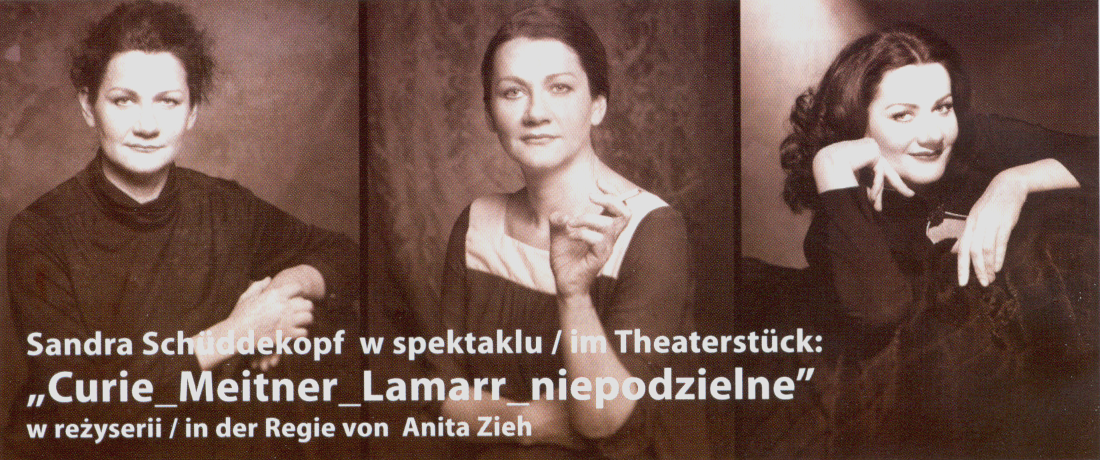 Sandra Schüddekopf w spektaklu / im Theaterstück:
„Curie_Meitner_Lamarr_niepodzielne”
w reżyserii / in der Regie von Anita Zieh